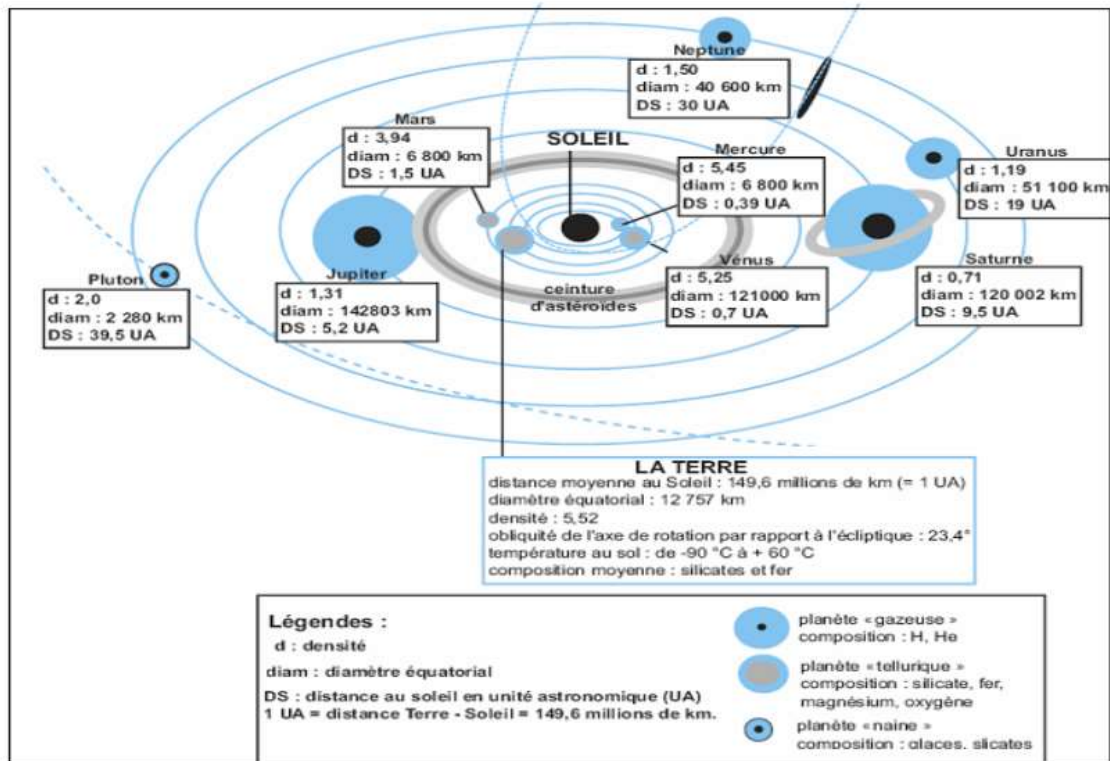 Neptune
d : 1,50
diam : 40 600 km
DS : 30 UA
Mars
d : 3,94
diam : 6 800 km
DS : 1,5 UA
SOLEIL
Mercure
d : 5,45
diam : 6 800 km
DS : 0,39 UA
Uranus
d : 1,19
diam : 51 100 km
DS : 19 UA
Pluton
d : 2,0
diam : 2 280 km
DS : 39,5 UA
Jupiter
d : 1,31
diam : 142803 km
DS : 5,2 UA
ceinture
d'astéroïdes
Vénus
d : 5,25
diam : 121000 km
DS : 0,7 UA
Saturne
d : 0,71
diam : 120 002 km
DS : 9,5 UA
LA TERRE
distance moyenne au Soleil : 149,6 millions de km (= 1 UA)
diamètre équatorial : 12 757 km
densité : 5,52
obliquité de l'axe de rotation par rapport à l'écliptique : 23,4°
température au sol : de -90 °C à + 60 °C
composition moyenne : silicates et fer
Légendes :
d : densité
diam : diamètre équatorial
DS : distance au soleil en unité astronomique (UA)
1 UA = distance Terre - Soleil = 149,6 millions de km.
planète « gazeuse »
composition : H, He
planète « tellurique »
composition : silicate, fer,
magnésium, oxygène
planète « naine »
composition : glaces, slicates